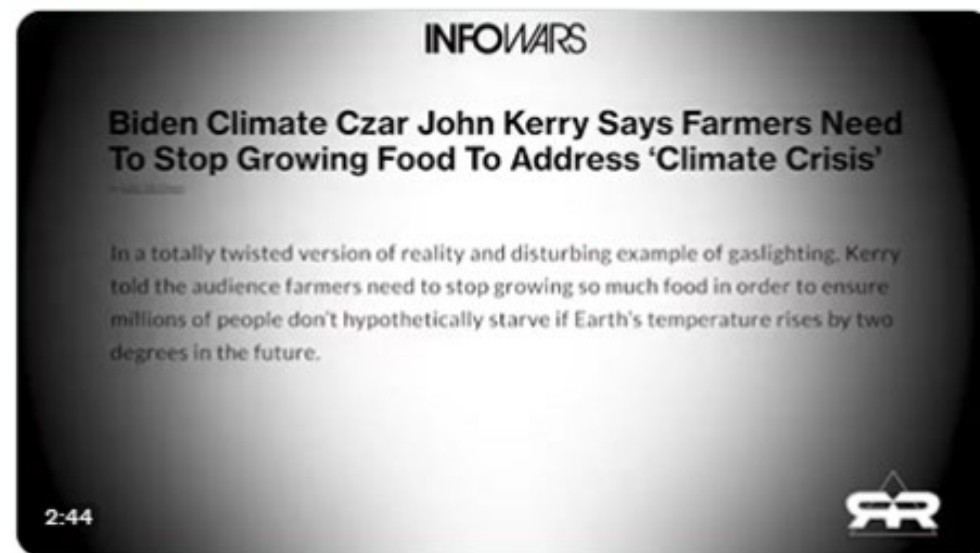 INFOWARS
Biden Climate Czar John Kerry Says Farmers Need
To Stop Growing Food To Address ‘Climate Crisis’
In a totally twisted version of reality and disturbing example of gaslighting, Kerry
told the audience farmers need to stop growing so much food in order to ensure
millions of people don't hypothetically starve if Earth's temperature rises by two
degrees in the future.
2:44
RR